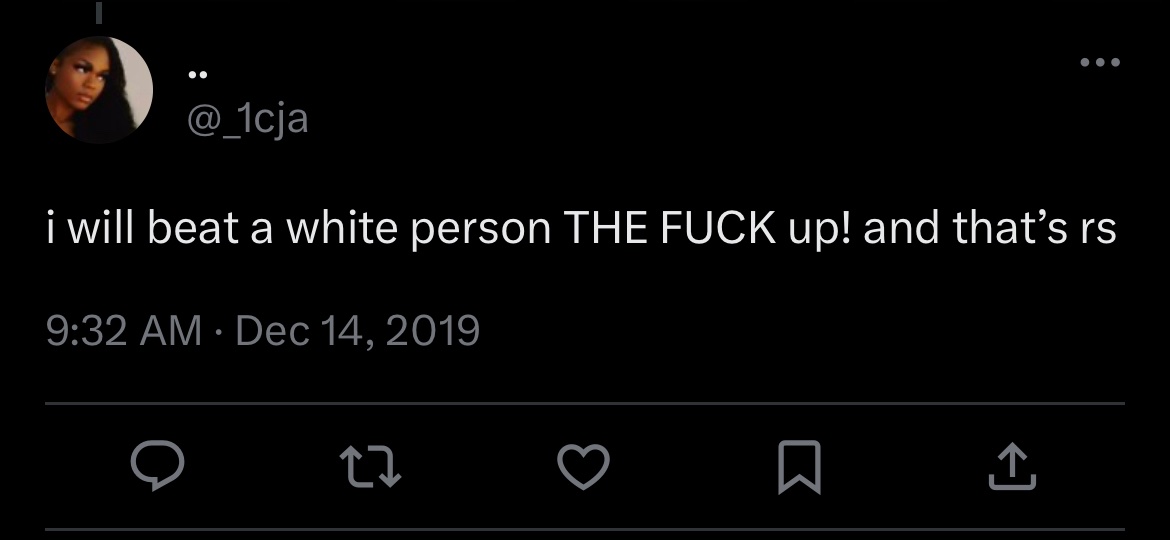 ..
@_1cja
i will beat a white person THE FUCK up! and that’s rs
9:32 AM · Dec 14, 2019